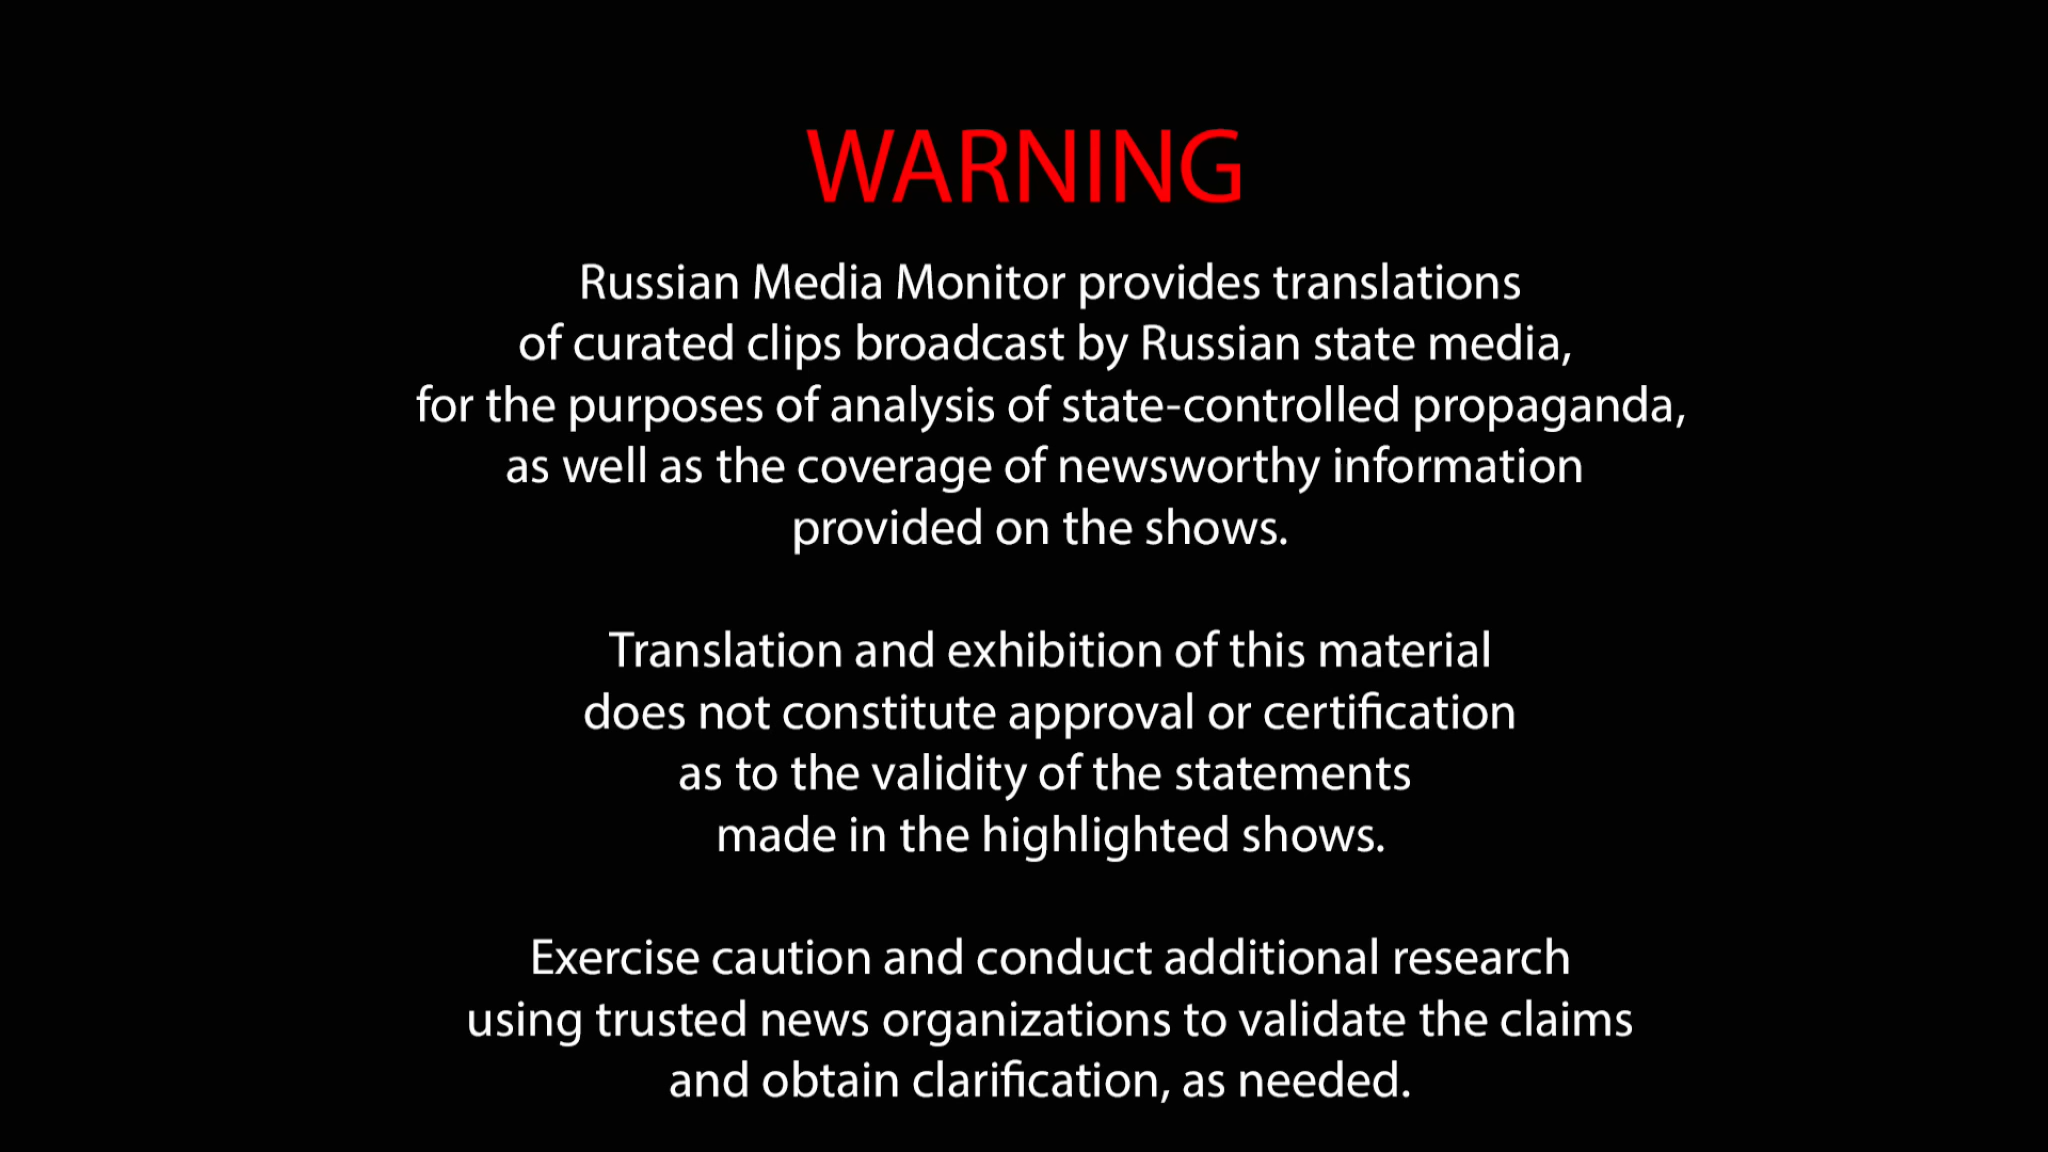 WARNING
Russian Media Monitor provides translations
of curated clips broadcast by Russian state media,
for the purposes of analysis of state-controlled propaganda,
as well as the coverage of newsworthy information
provided on the shows.
Translation and exhibition of this material
does not constitute approval or certification
as to the validity of the statements
made in the highlighted shows.
Exercise caution and conduct additional research
using trusted news organizations to validate the claims
and obtain clarification, as needed.